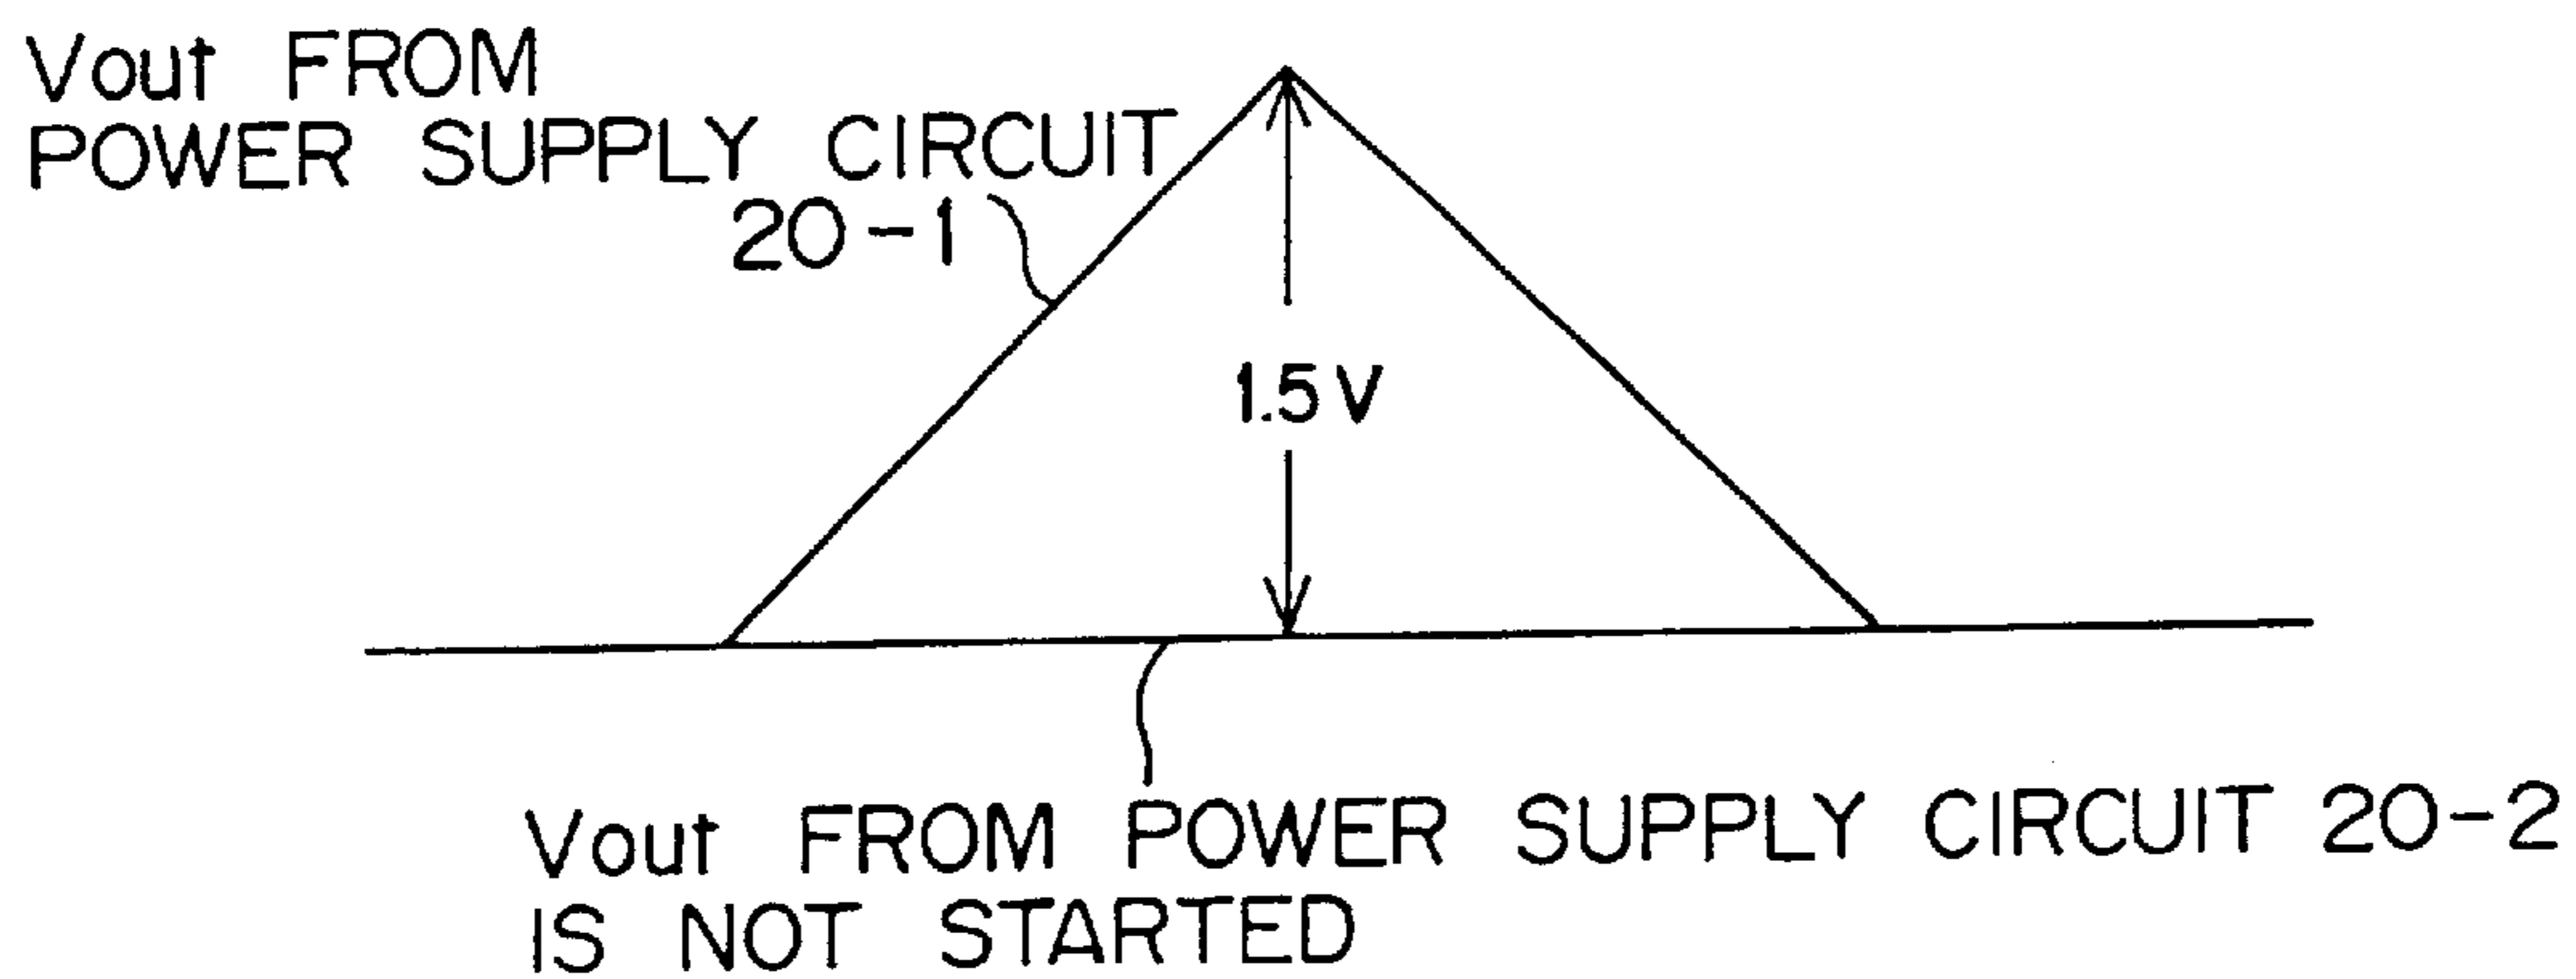 Vout FROM
POWER SUPPLY CIRCUIT
20-1
1.5V
Vout FROM POWER SUPPLY CIRCUIT 20-2
IS NOT STARTED